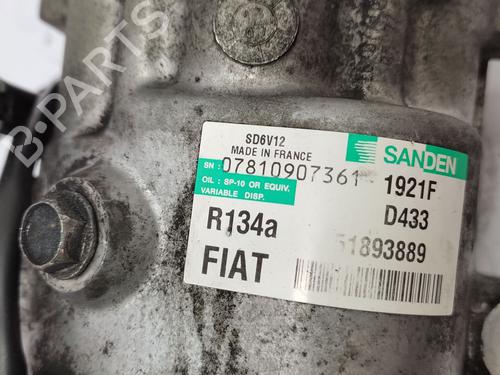 B-PARTS
SD6V12
MADE IN FRANCE
SANDEN
SN: 07810907361
1921F
OIL: SP-10 OR EQUIV.
VARIABLE DISP.
D433
R134a
51893889
FIAT